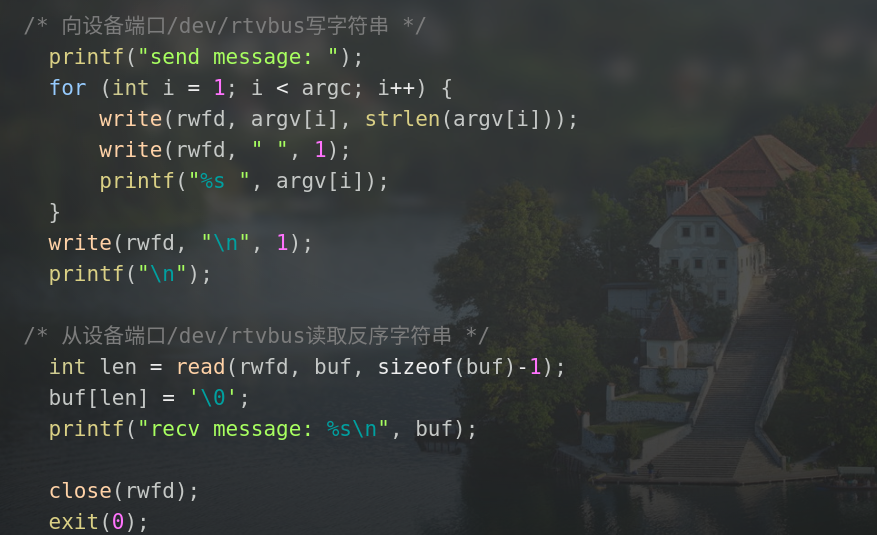 /* 向设备端口/dev/rtvbus写字符串 */
printf("send message: ");
for (int i = 1; i < argc; i++) {
write(rwfd, argv[i], strlen(argv[i]));
write(rwfd, " ", 1);
printf("%s ", argv[i]);
}
write(rwfd, "\n", 1);
printf("\n");
/* 从设备端口/dev/rtvbus读取反序字符串 */
int len = read(rwfd, buf, sizeof(buf)-1);
buf[len] = '\0';
printf("recv message: %s\n", buf);
close(rwfd);
exit(0);